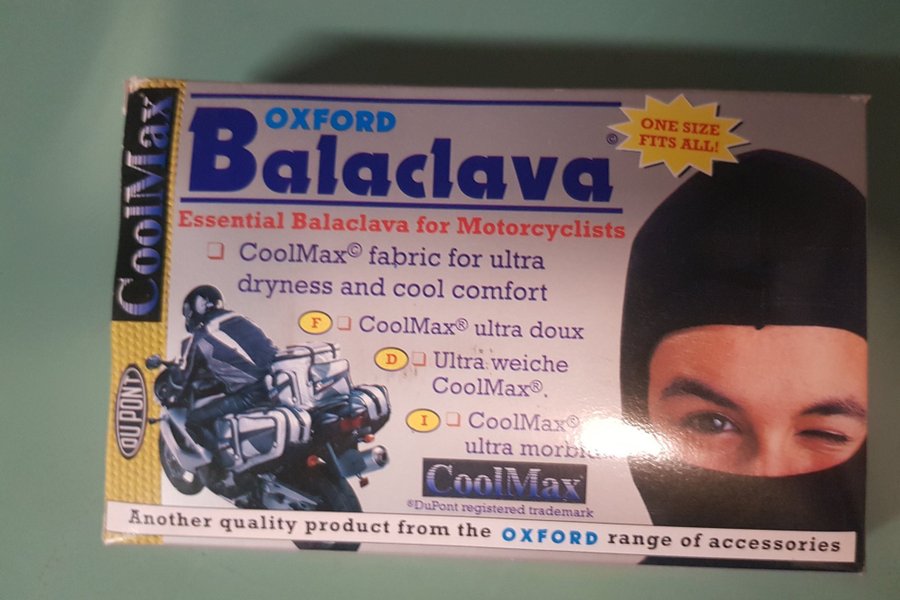 CoolMax
DUPONT
OXFORD
Balaclava©
ONE SIZE
FITS ALL!
Essential Balaclava for Motorcyclists
❏ CoolMax© fabric for ultra
dryness and cool comfort
F ❏ CoolMax® ultra doux
D ❏ Ultra weiche
CoolMax®.
I ❏ CoolMax®
ultra
CoolMax
®DuPont registered trademark
Another quality product from the OXFORD range of accessories